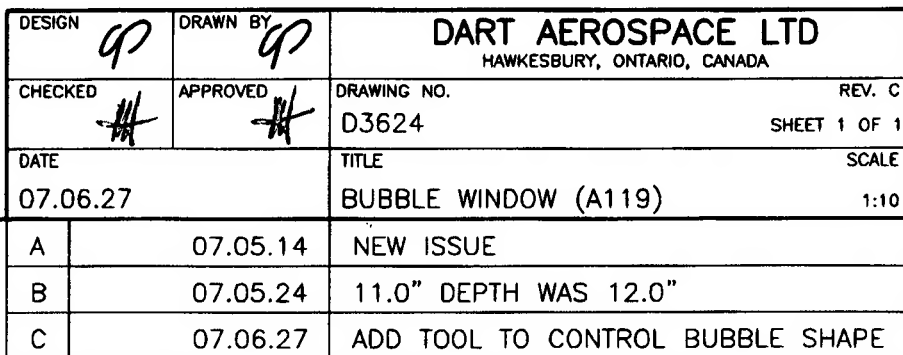 DESIGN
DRAWN BY
DART AEROSPACE LTD
HAWKESBURY, ONTARIO, CANADA
CHECKED
APPROVED
DRAWING NO.
REV. C
D3624
SHEET 1 OF 1
DATE
TITLE
SCALE
07.06.27
BUBBLE WINDOW (A119)
1:10
A 07.05.14 NEW ISSUE
B 07.05.24 11.0" DEPTH WAS 12.0"
C 07.06.27 ADD TOOL TO CONTROL BUBBLE SHAPE